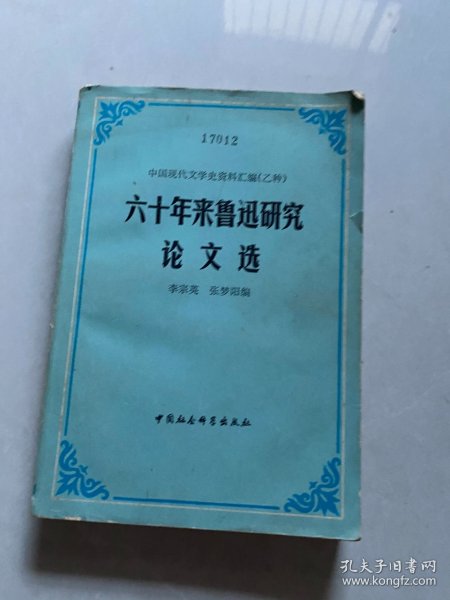 17012
中国现代文学史资料汇编(乙种)
六十年来鲁迅研究
论文选
李宗英 张梦阳编
中国社会科学出版社
孔夫子旧书网
www.kongfz.com